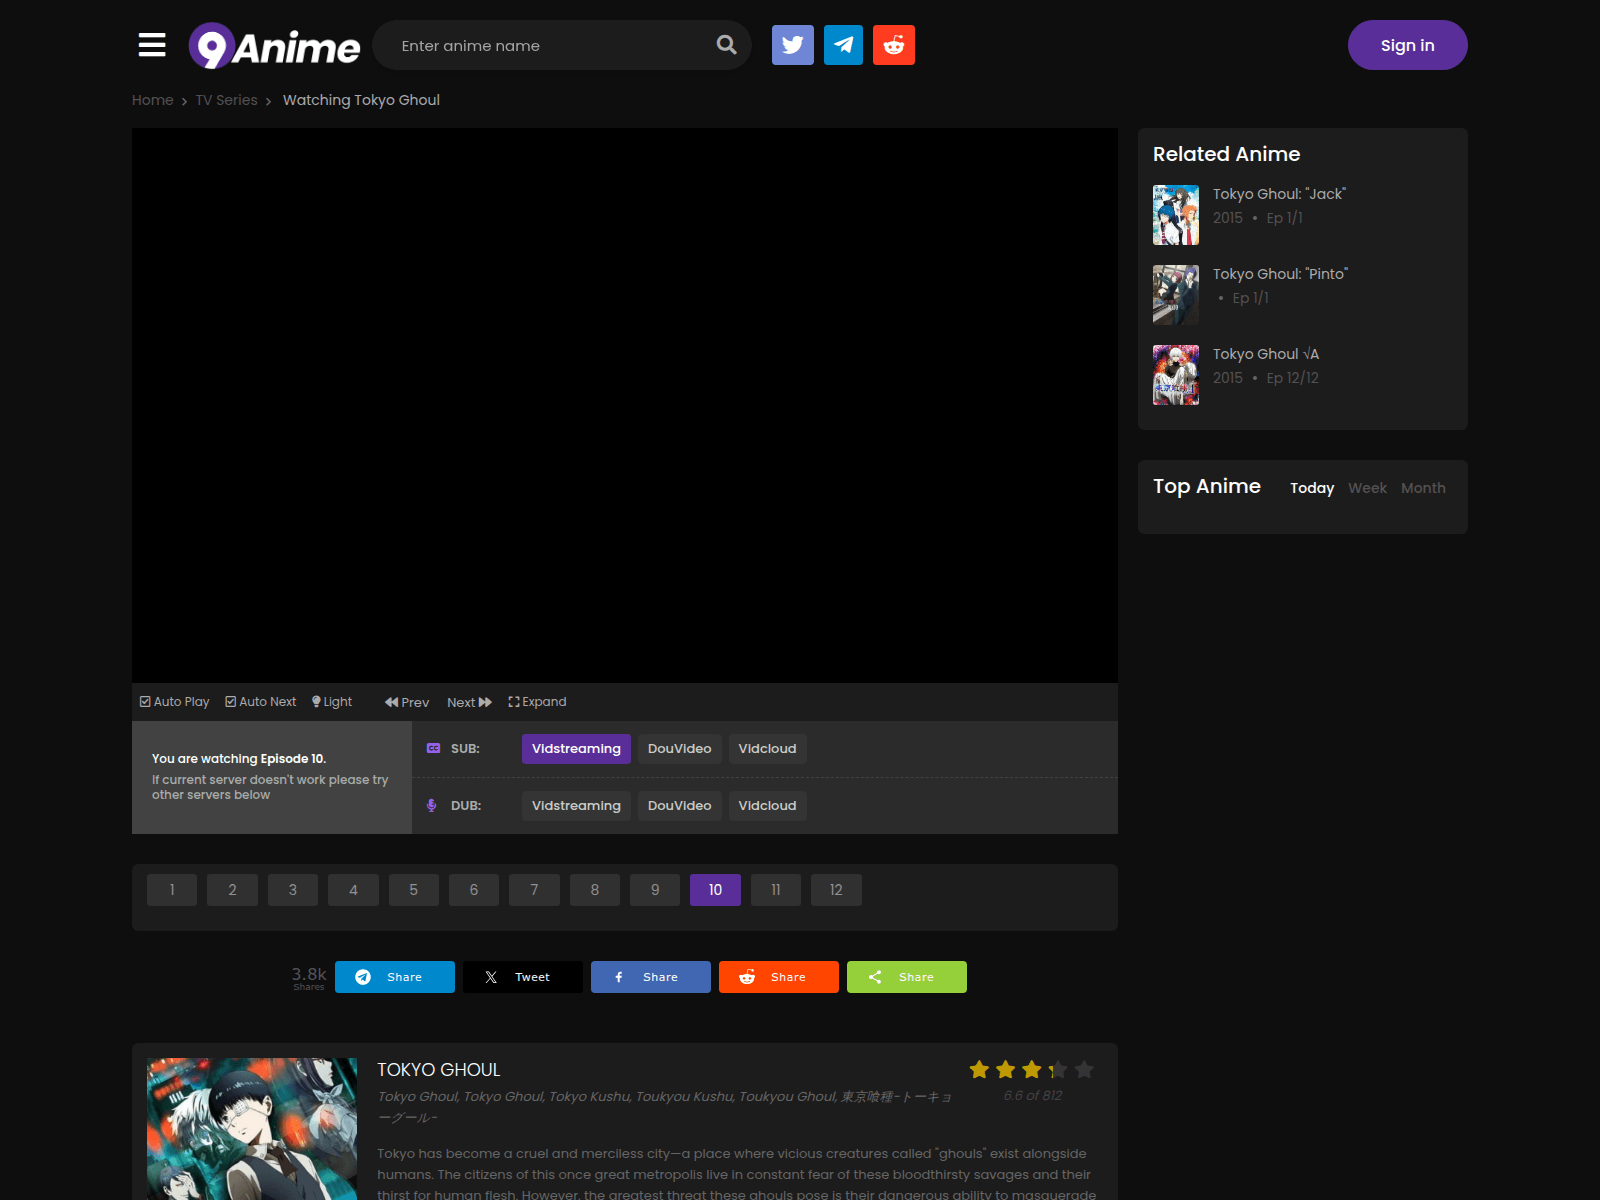 9Anime
Enter anime name
Sign in
Home
TV Series
Watching Tokyo Ghoul
Related Anime
Tokyo Ghoul: "Jack"
2015 • Ep 1/1
Tokyo Ghoul: "Pinto"
• Ep 1/1
Tokyo Ghoul √A
2015 • Ep 12/12
Top Anime
Today Week Month
Auto Play Auto Next Light Prev Next Expand
You are watching Episode 10.
If current server doesn't work please try
other servers below
SUB: Vidstreaming DouVideo Vidcloud
DUB: Vidstreaming DouVideo Vidcloud
1 2 3 4 5 6 7 8 9 10 11 12
3.8k
Shares
Share
Tweet
Share
Share
Share
TOKYO GHOUL
Tokyo Ghoul, Tokyo Ghoul, Tokyo Kushu, Toukyou Kushu, Toukyou Ghoul, 東京喰種-トーキョ
ーグール-
6.6 of 812
Tokyo has become a cruel and merciless city—a place where vicious creatures called "ghouls" exist alongside
humans. The citizens of this once great metropolis live in constant fear of these bloodthirsty savages and their
thirst for human flesh. However, the greatest threat these ghouls pose is their dangerous ability to masquerade